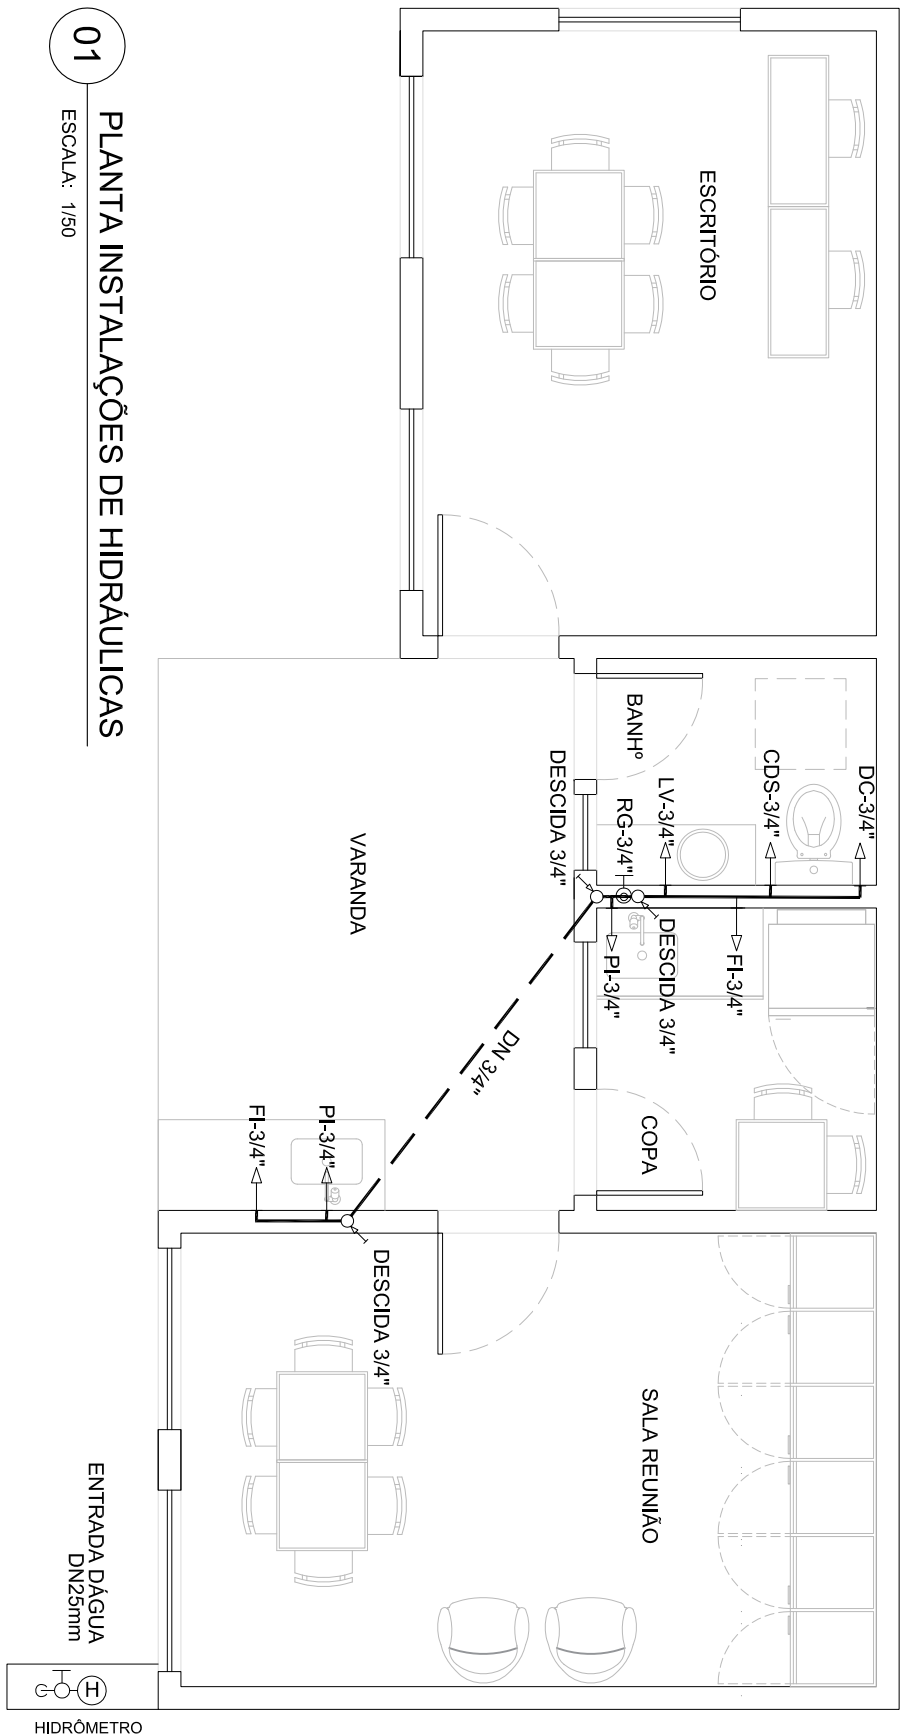 01
PLANTA INSTALAÇÕES DE HIDRÁULICAS
ESCALA: 1/50
ESCRITÓRIO
BANHº
DC-3/4"
CDS-3/4"
LV-3/4"
RG-3/4"
DESCIDA 3/4"
VARANDA
FI-3/4"
DESCIDA 3/4"
PI-3/4"
DN 3/4"
COPA
PI-3/4"
FI-3/4"
DESCIDA 3/4"
SALA REUNIÃO
ENTRADA DÁGUA
DN25mm
H
HIDRÔMETRO